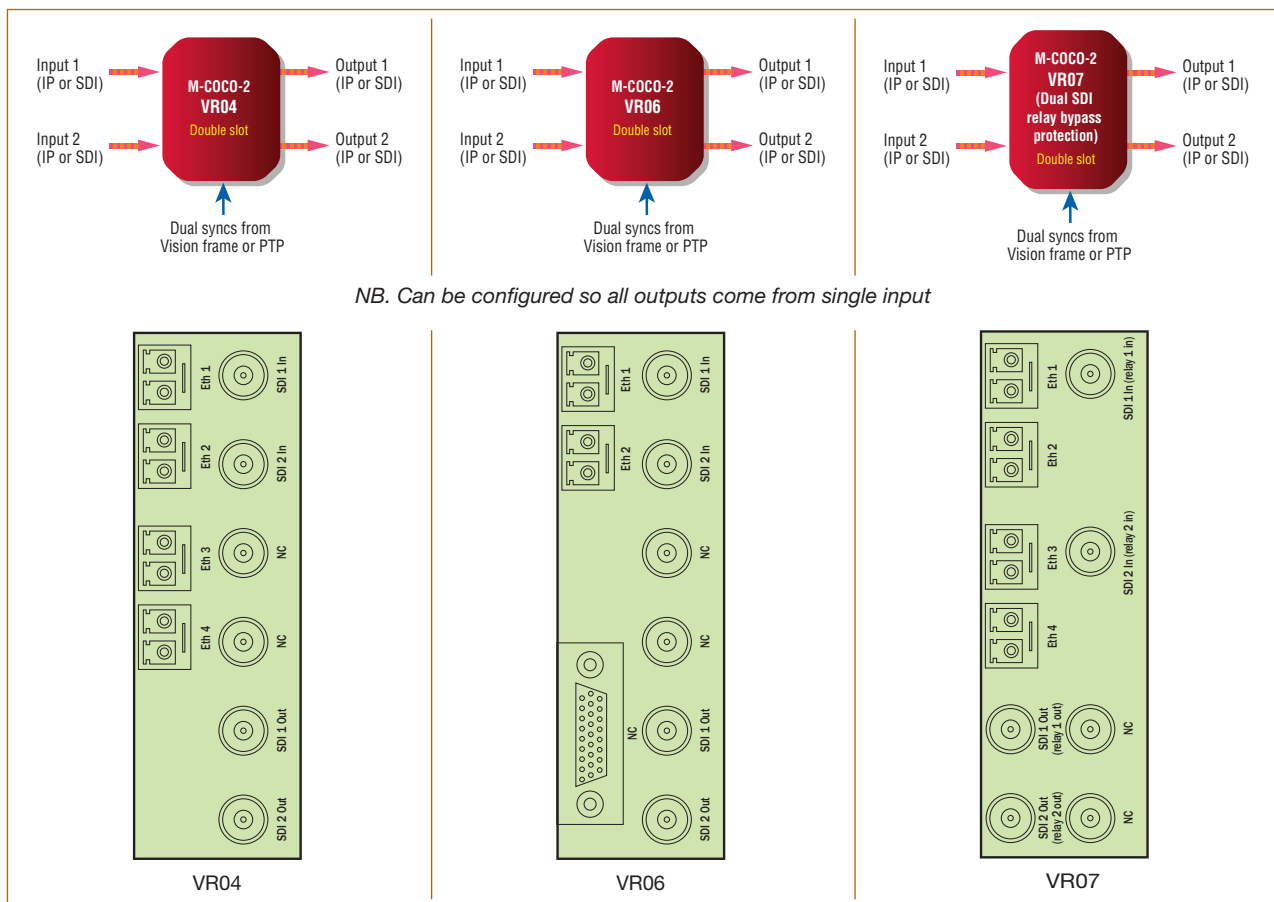 Input 1
(IP or SDI)
Input 2
(IP or SDI)
M-COCO-2
VR04
Double slot
Output 1
(IP or SDI)
Output 2
(IP or SDI)
Dual syncs from
Vision frame or PTP
Input 1
(IP or SDI)
Input 2
(IP or SDI)
M-COCO-2
VR06
Double slot
Output 1
(IP or SDI)
Output 2
(IP or SDI)
Dual syncs from
Vision frame or PTP
Input 1
(IP or SDI)
Input 2
(IP or SDI)
M-COCO-2
VR07
(Dual SDI
relay bypass
protection)
Double slot
Output 1
(IP or SDI)
Output 2
(IP or SDI)
Dual syncs from
Vision frame or PTP
NB. Can be configured so all outputs come from single input
Eth 1
SDI 1 In
Eth 2
SDI 2 In
Eth 3
NC
Eth 4
NC
SDI 1 Out
SDI 2 Out
VR04
Eth 1
SDI 1 In
Eth 2
SDI 2 In
NC
NC
NC
SDI 1 Out
SDI 2 Out
VR06
Eth 1
SDI 1 In (relay 1 in)
Eth 2
Eth 3
SDI 2 In (relay 2 in)
Eth 4
SDI 1 Out
(relay 1 out)
NC
SDI 2 Out
(relay 2 out)
NC
VR07